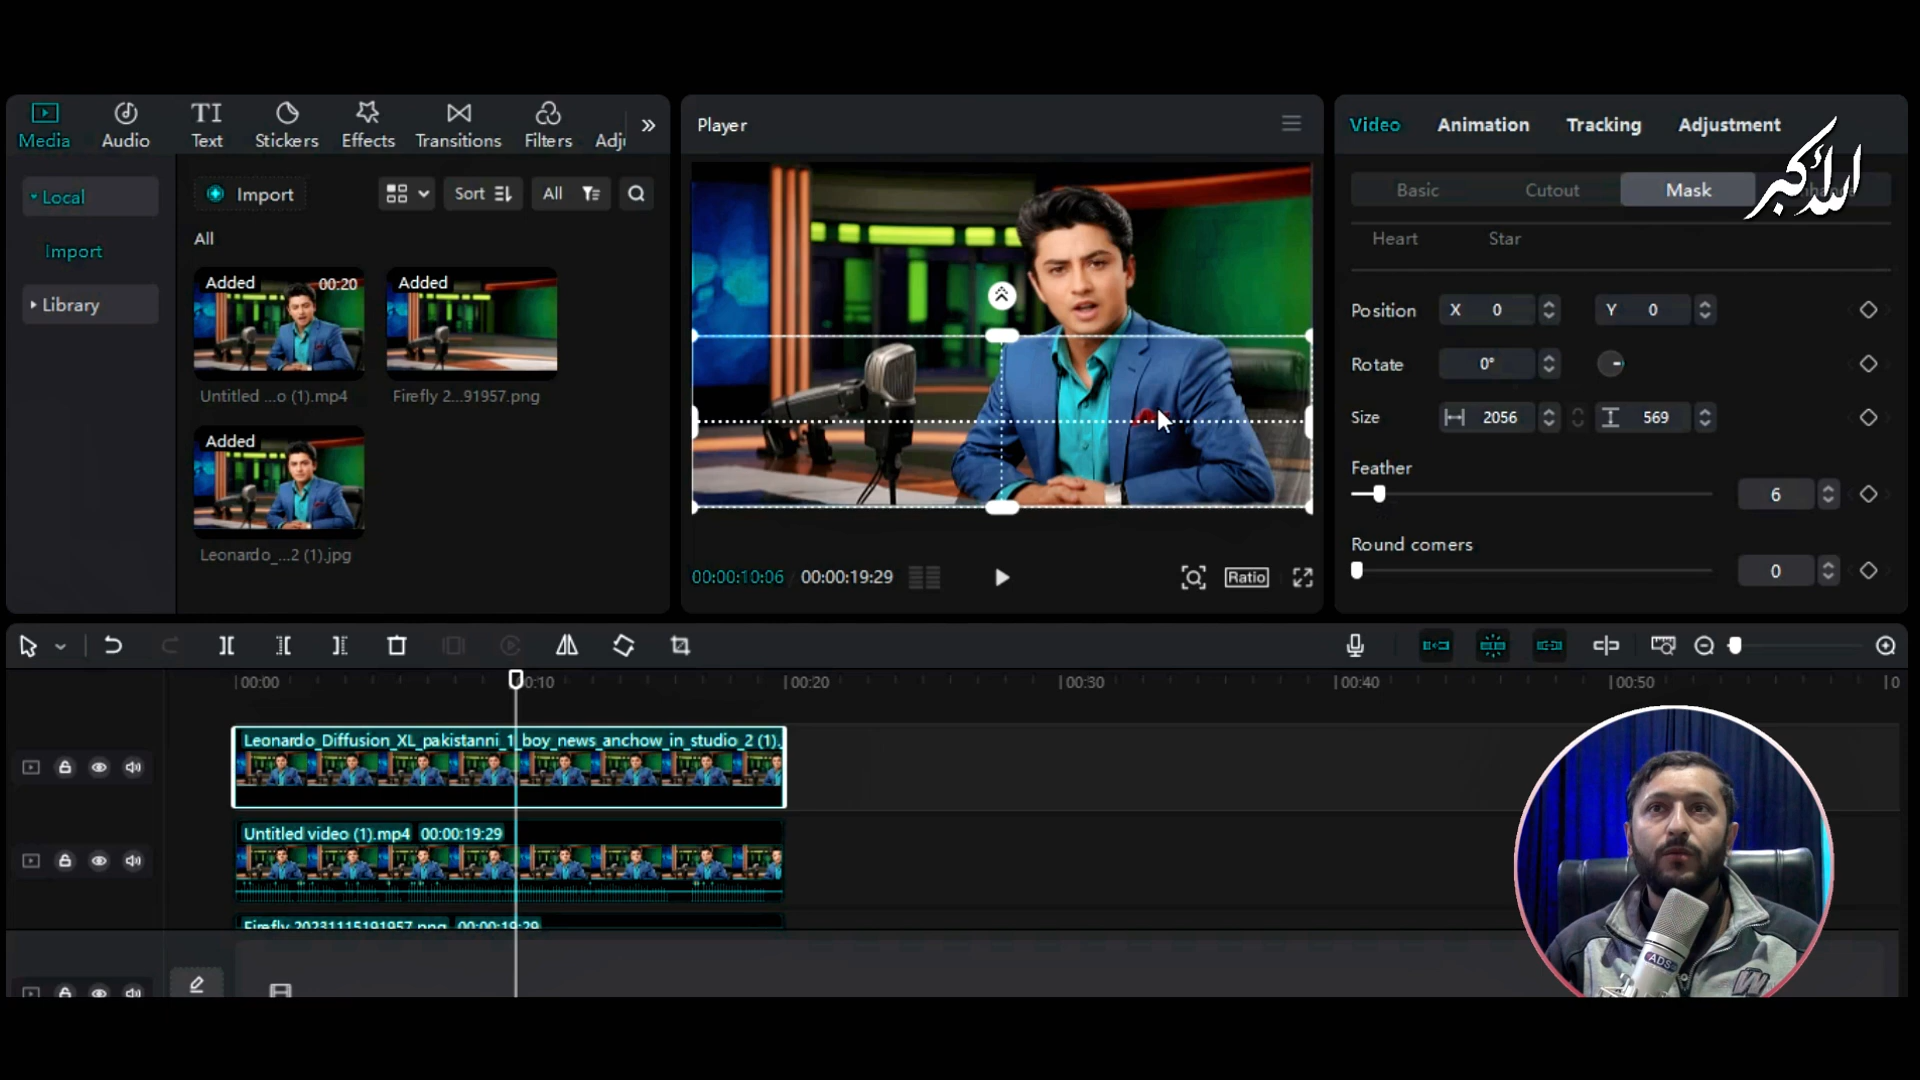 Media
Audio
TI
Text
Stickers
Effects
Transitions
Filters
Adj
Local
Import
Library
Import
Sort
All
All
Added
00:20
Untitled ...o (1).mp4
Added
Firefly 2...91957.png
Added
Leonardo_...2 (1).jpg
Player
00:00:10:06
00:00:19:29
Ratio
Video
Animation
Tracking
Adjustment
Basic
Cutout
Mask
الله أكبر
Heart
Star
Position
X 0
Y 0
Rotate
0°
Size
2056
569
Feather
6
Round corners
0
00:00
0:10
00:20
00:30
00:40
00:50
0
Leonardo_Diffusion_XL_pakistanni_1_boy_news_anchow_in_studio_2 (1).
Untitled video (1).mp4 00:00:19:29
Firefly 20231115191957.png 00:00:19:29
ADS